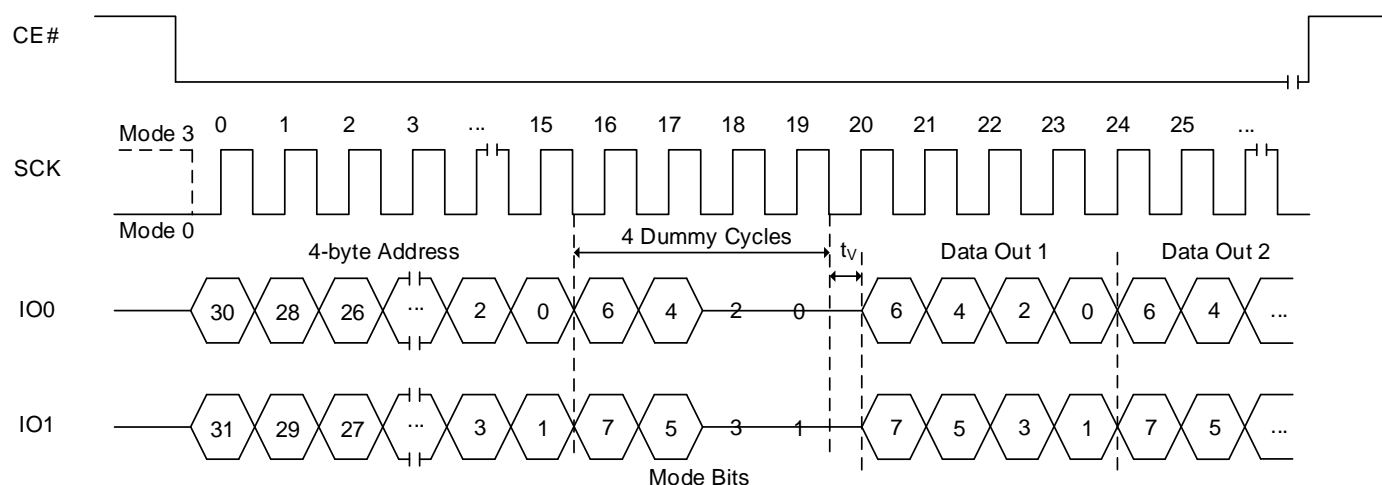 CE#
Mode 3
0 1 2 3 ... 15 16 17 18 19 20 21 22 23 24 25 ...
SCK
Mode 0
4-byte Address
4 Dummy Cycles
tV
Data Out 1
Data Out 2
IO0
30 28 26 ... 2 0 6 4 2 0 6 4 2 0 6 4 ...
IO1
31 29 27 ... 3 1 7 5 3 1 7 5 3 1 7 5 ...
Mode Bits